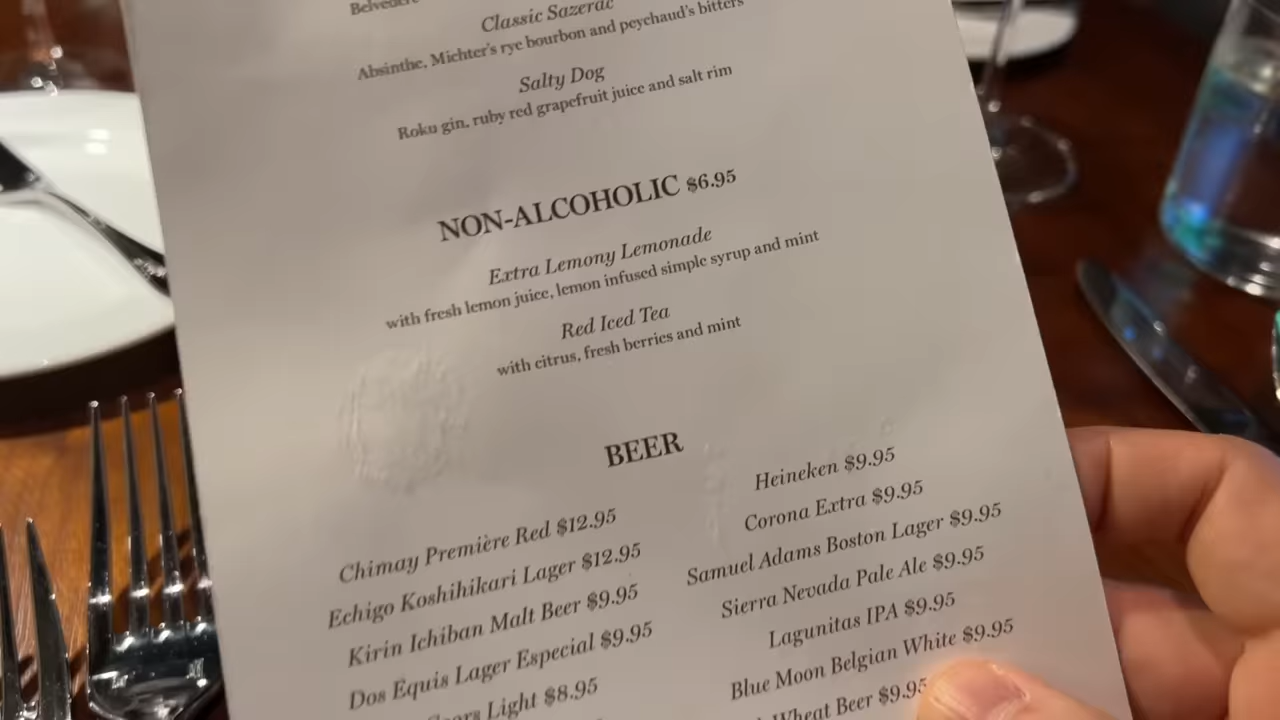 Belvedere
Classic Sazerac
Absinthe, Michter's rye bourbon and peychaud's bitters
Salty Dog
Roku gin, ruby red grapefruit juice and salt rim
NON-ALCOHOLIC $6.95
Extra Lemony Lemonade
with fresh lemon juice, lemon infused simple syrup and mint
Red Iced Tea
with citrus, fresh berries and mint
BEER
Chimay Première Red $12.95
Echigo Koshihikari Lager $12.95
Kirin Ichiban Malt Beer $9.95
Dos Equis Lager Especial $9.95
Light $8.95
Heineken $9.95
Corona Extra $9.95
Samuel Adams Boston Lager $9.95
Sierra Nevada Pale Ale $9.95
Lagunitas IPA $9.95
Blue Moon Belgian White $9.95
Wheat Beer $9.95